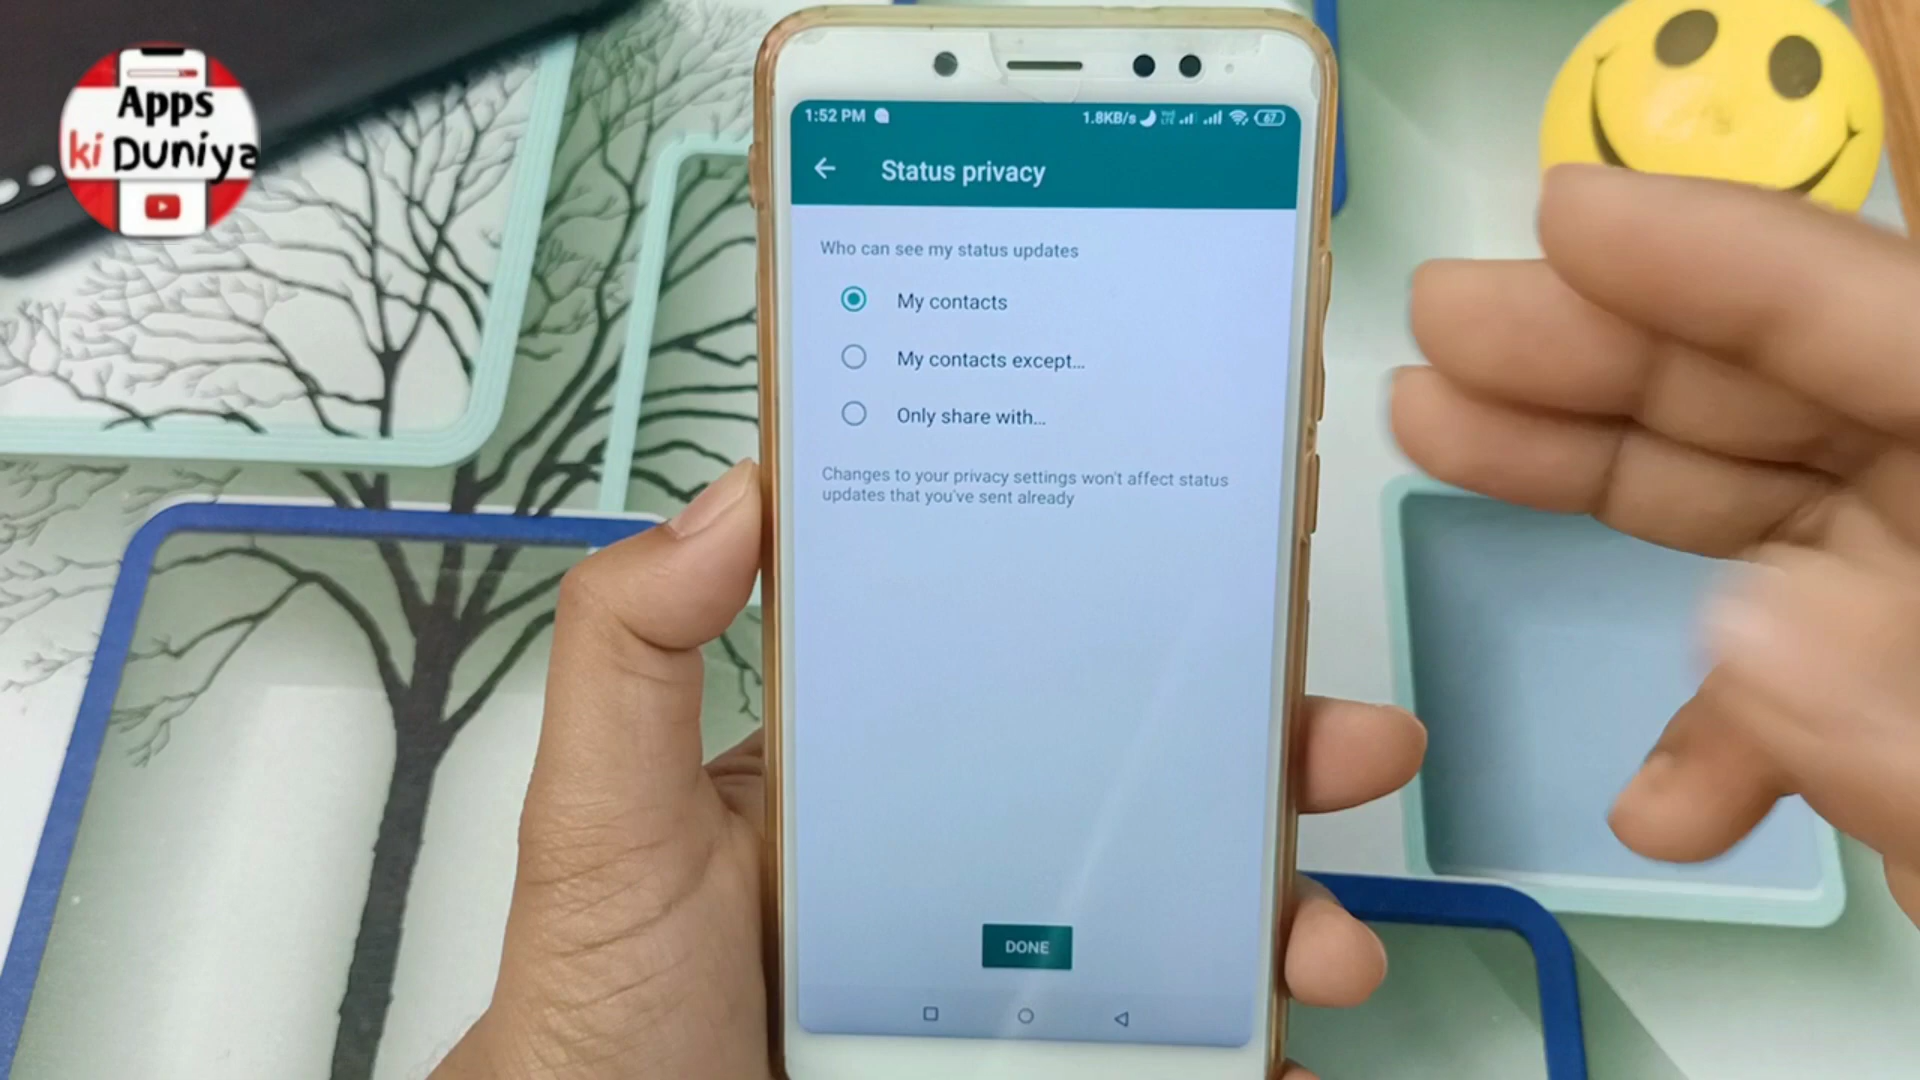 Apps
ki Duniya
1:52 PM
1.8KB/s
67
Status privacy
Who can see my status updates
My contacts
My contacts except...
Only share with...
Changes to your privacy settings won't affect status
updates that you've sent already
DONE